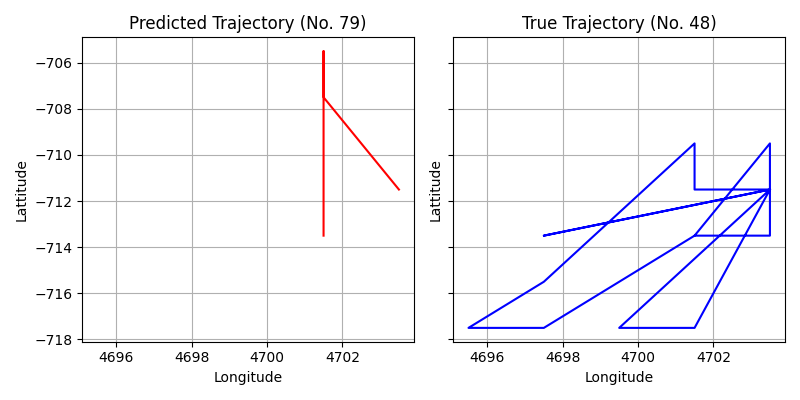 Predicted Trajectory (No. 79)
True Trajectory (No. 48)
−706
−708
−710
−712
−714
−716
−718
Lattitude
Lattitude
4696 4698 4700 4702
4696 4698 4700 4702
Longitude
Longitude